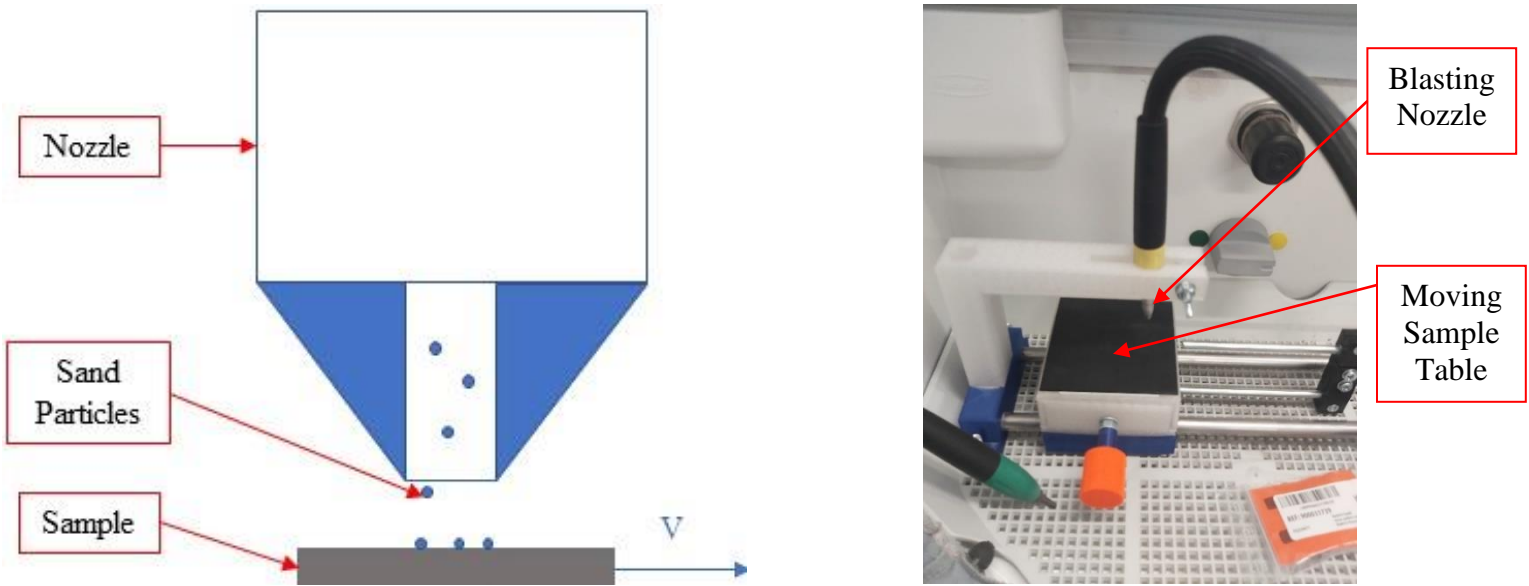 Nozzle
Sand
Particles
Sample
V
Blasting
Nozzle
Moving
Sample
Table